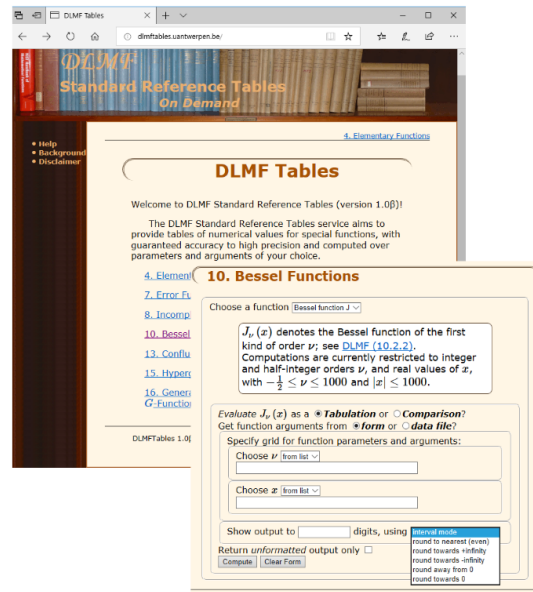 DLMF Tables
dlmftables.uantwerpen.be/
DLMF
Standard Reference Tables
On Demand
• Help
• Background
• Disclaimer
4. Elementary Functions
DLMF Tables
Welcome to DLMF Standard Reference Tables (version 1.0β)!
The DLMF Standard Reference Tables service aims to
provide tables of numerical values for special functions, with
guaranteed accuracy to high precision and computed over
parameters and arguments of your choice.
4. Elemen
7. Error Fu
8. Incomp
10. Bessel
13. Conflu
15. Hyperg
16. Genera
G-Functio
DLMFTables 1.0β
10. Bessel Functions
Choose a function Bessel function J
Jν (x) denotes the Bessel function of the first
kind of order ν; see DLMF (10.2.2).
Computations are currently restricted to integer
and half-integer orders ν, and real values of x,
with −1/2 ≤ ν ≤ 1000 and |x| ≤ 1000.
Evaluate Jν (x) as a Tabulation or Comparison?
Get function arguments from form or data file?
Specify grid for function parameters and arguments:
Choose ν from list
Choose x from list
Show output to digits, using interval mode
round to nearest (even)
round towards +infinity
round towards -infinity
round away from 0
round towards 0
Return unformatted output only
Compute Clear Form